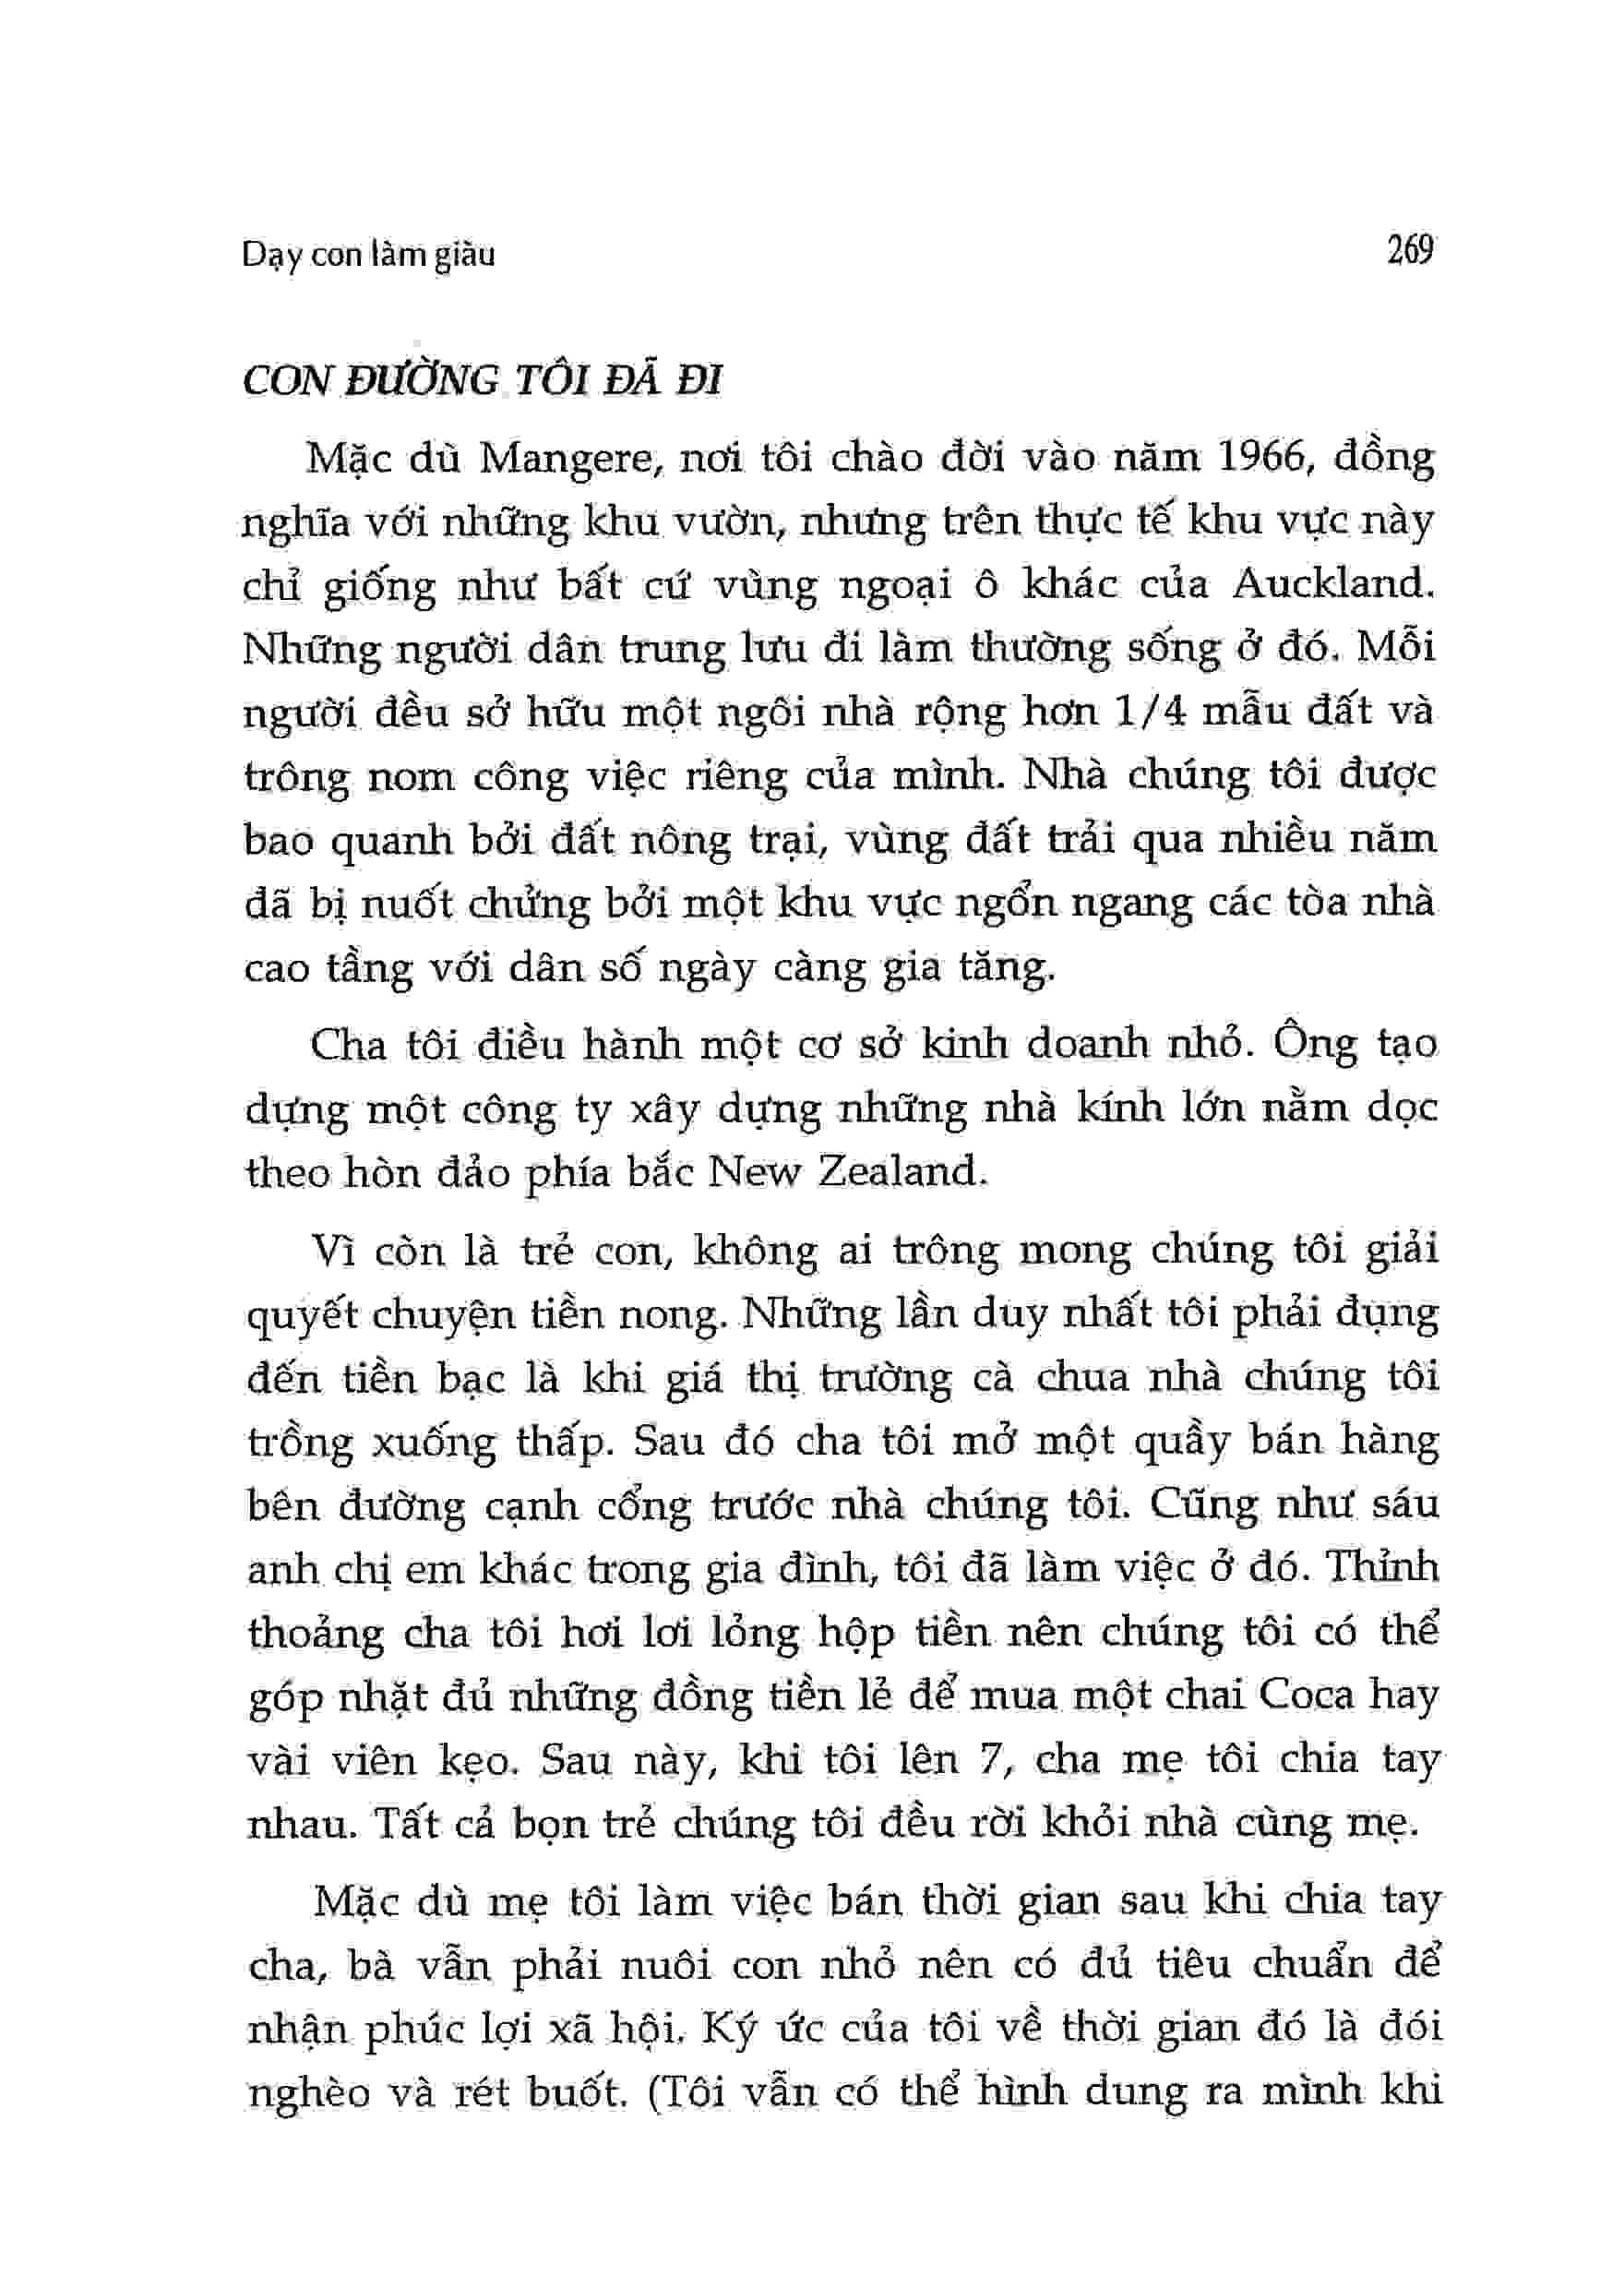 Dạy con làm giàu 269
CON ĐƯỜNG TÔI ĐÃ ĐI
Mặc dù Mangere, nơi tôi chào đời vào năm 1966, đồng
nghĩa với những khu vườn, nhưng trên thực tế khu vực này
chỉ giống như bất cứ vùng ngoại ô khác của Auckland.
Những người dân trung lưu đi làm thường sống ở đó. Mỗi
người đều sở hữu một ngôi nhà rộng hơn 1/4 mẫu đất và
trông nom công việc riêng của mình. Nhà chúng tôi được
bao quanh bởi đất nông trại, vùng đất trải qua nhiều năm
đã bị nuốt chửng bởi một khu vực ngổn ngang các tòa nhà
cao tầng với dân số ngày càng gia tăng.
Cha tôi điều hành một cơ sở kinh doanh nhỏ. Ông tạo
dựng một công ty xây dựng những nhà kính lớn nằm dọc
theo hòn đảo phía bắc New Zealand.
Vì còn là trẻ con, không ai trông mong chúng tôi giải
quyết chuyện tiền nong. Những lần duy nhất tôi phải đụng
đến tiền bạc là khi giá thị trường cà chua nhà chúng tôi
trồng xuống thấp. Sau đó cha tôi mở một quầy bán hàng
bên đường cạnh cổng trước nhà chúng tôi. Cũng như sáu
anh chị em khác trong gia đình, tôi đã làm việc ở đó. Thỉnh
thoảng cha tôi hơi lơi lỏng hộp tiền nên chúng tôi có thể
góp nhặt đủ những đồng tiền lẻ để mua một chai Coca hay
vài viên kẹo. Sau này, khi tôi lên 7, cha mẹ tôi chia tay
nhau. Tất cả bọn trẻ chúng tôi đều rời khỏi nhà cùng mẹ.
Mặc dù mẹ tôi làm việc bán thời gian sau khi chia tay
cha, bà vẫn phải nuôi con nhỏ nên có đủ tiêu chuẩn để
nhận phúc lợi xã hội. Ký ức của tôi về thời gian đó là đói
nghèo và rét buốt. (Tôi vẫn có thể hình dung ra mình khi